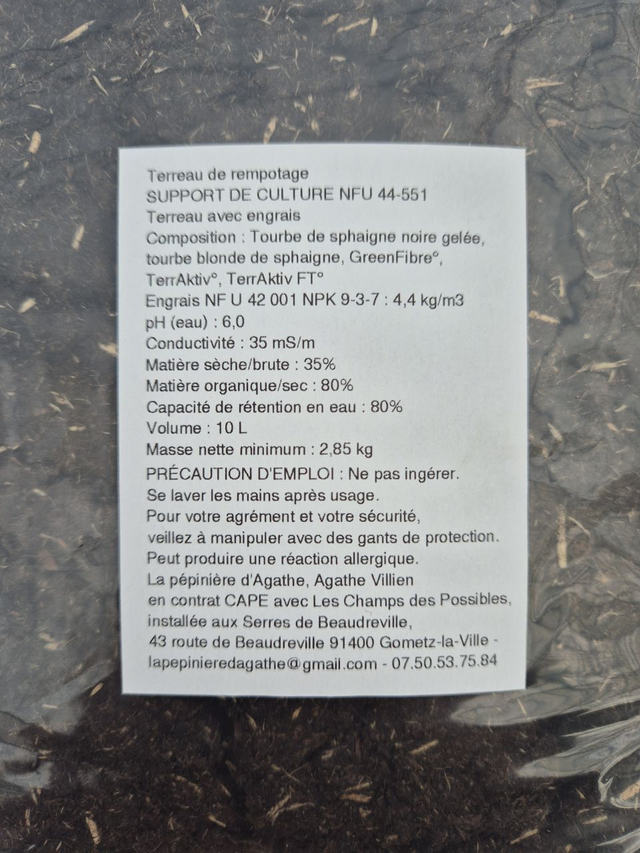 Terreau de rempotage
SUPPORT DE CULTURE NFU 44-551
Terreau avec engrais
Composition : Tourbe de sphaigne noire gelée,
tourbe blonde de sphaigne, GreenFibre°,
TerrAktiv°, TerrAktiv FT°
Engrais NF U 42 001 NPK 9-3-7 : 4,4 kg/m3
pH (eau) : 6,0
Conductivité : 35 mS/m
Matière sèche/brute : 35%
Matière organique/sec : 80%
Capacité de rétention en eau : 80%
Volume : 10 L
Masse nette minimum : 2,85 kg
PRÉCAUTION D'EMPLOI : Ne pas ingérer.
Se laver les mains après usage.
Pour votre agrément et votre sécurité,
veillez à manipuler avec des gants de protection.
Peut produire une réaction allergique.
La pépinière d'Agathe, Agathe Villien
en contrat CAPE avec Les Champs des Possibles,
installée aux Serres de Beaudreville,
43 route de Beaudreville 91400 Gometz-la-Ville -
lapepinieredagathe@gmail.com - 07.50.53.75.84